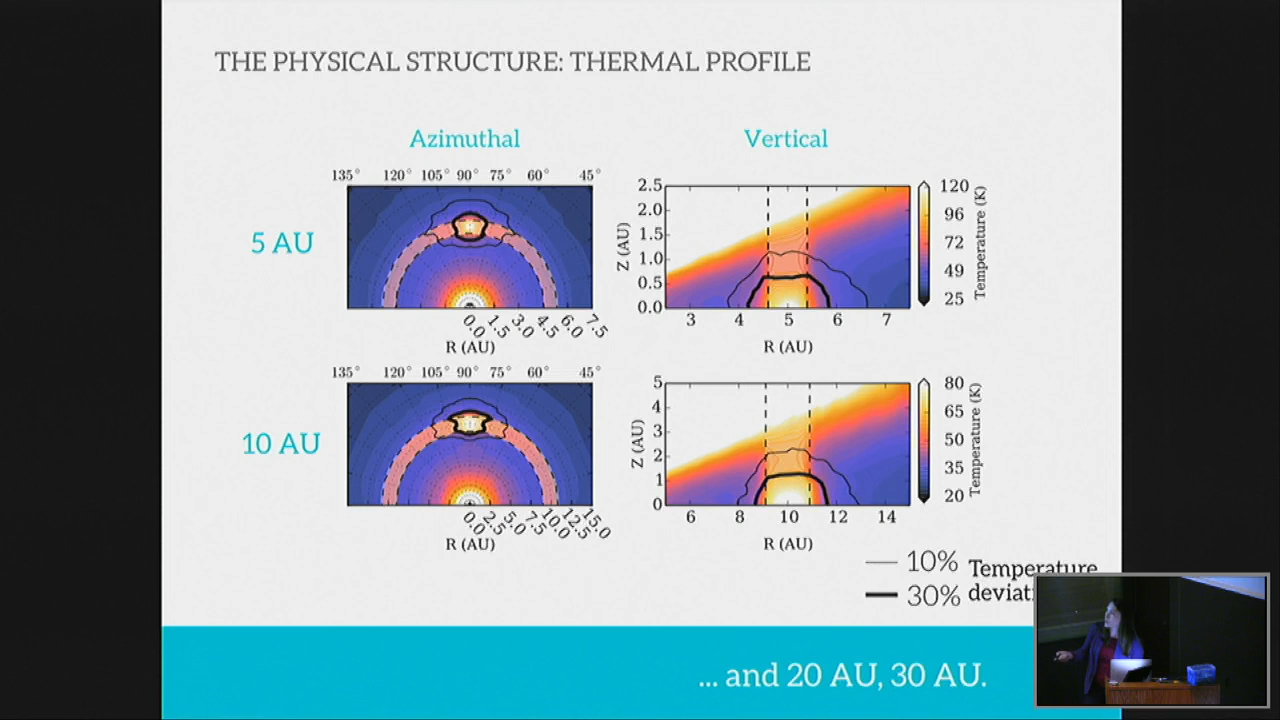 THE PHYSICAL STRUCTURE: THERMAL PROFILE
Azimuthal
Vertical
5 AU
135° 120° 105° 90° 75° 60° 45°
0.0 1.5 3.0 4.5 6.0 7.5
R (AU)
2.5
2.0
1.5
1.0
0.5
0.0
Z (AU)
3 4 5 6 7
R (AU)
120
96
72
49
25
Temperature (K)
10 AU
135° 120° 105° 90° 75° 60° 45°
0.0 2.5 5.0 7.5 10.0 12.5 15.0
R (AU)
5
4
3
2
1
0
Z (AU)
6 8 10 12 14
R (AU)
80
65
50
35
20
Temperature (K)
10%
30%
Temperature
... and 20 AU, 30 AU.